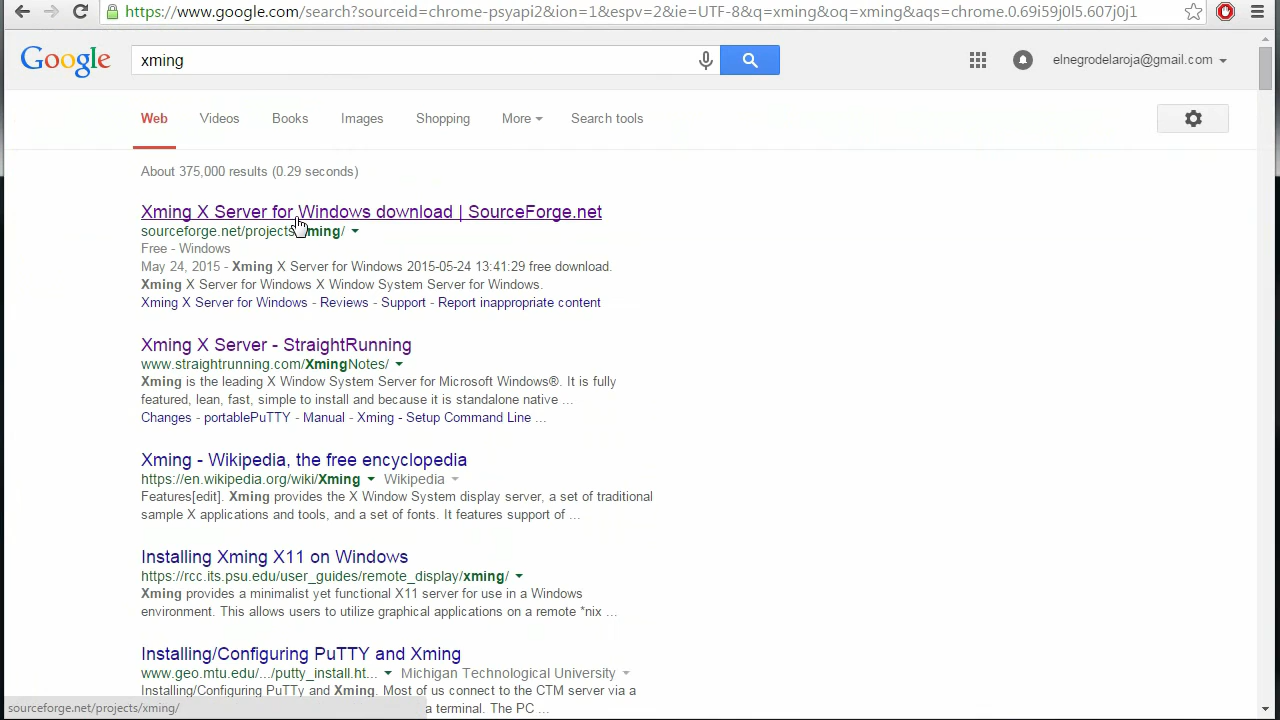 https://www.google.com/search?sourceid=chrome-psyapi2&ion=1&espv=2&ie=UTF-8&q=xming&oq=xming&aqs=chrome.0.69i59j0l5.607j0j1
Google
xming
elnegrodelaroja@gmail.com
Web Videos Books Images Shopping More Search tools
About 375,000 results (0.29 seconds)
Xming X Server for Windows download | SourceForge.net
sourceforge.net/projects/xming/
Free - Windows
May 24, 2015 - Xming X Server for Windows 2015-05-24 13:41:29 free download.
Xming X Server for Windows X Window System Server for Windows.
Xming X Server for Windows - Reviews - Support - Report inappropriate content
Xming X Server - StraightRunning
www.straightrunning.com/XmingNotes/
Xming is the leading X Window System Server for Microsoft Windows®. It is fully
featured, lean, fast, simple to install and because it is standalone native ...
Changes - portablePuTTY - Manual - Xming - Setup Command Line ...
Xming - Wikipedia, the free encyclopedia
https://en.wikipedia.org/wiki/Xming Wikipedia
Features[edit]. Xming provides the X Window System display server, a set of traditional
sample X applications and tools, and a set of fonts. It features support of ...
Installing Xming X11 on Windows
https://rcc.its.psu.edu/user_guides/remote_display/xming/
Xming provides a minimalist yet functional X11 server for use in a Windows
environment. This allows users to utilize graphical applications on a remote *nix ...
Installing/Configuring PuTTY and Xming
www.geo.mtu.edu/.../putty_install.ht... Michigan Technological University
Installing/Configuring PuTTy and Xming. Most of us connect to the CTM server via a
a terminal. The PC ...
sourceforge.net/projects/xming/